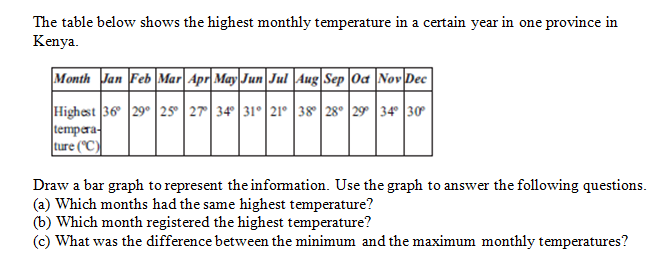 The table below shows the highest monthly temperature in a certain year in one province in
Kenya.
Month Jan Feb Mar Apr May Jun Jul Aug Sep Oct Nov Dec
Highest 36° 29° 25° 27° 34° 31° 21° 38° 28° 29° 34° 30°
tempera-
ture (°C)
Draw a bar graph to represent the information. Use the graph to answer the following questions.
(a) Which months had the same highest temperature?
(b) Which month registered the highest temperature?
(c) What was the difference between the minimum and the maximum monthly temperatures?